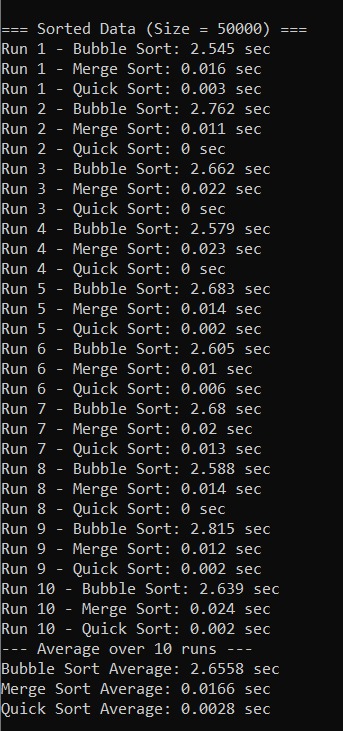 === Sorted Data (Size = 50000) ===
Run 1 - Bubble Sort: 2.545 sec
Run 1 - Merge Sort: 0.016 sec
Run 1 - Quick Sort: 0.003 sec
Run 2 - Bubble Sort: 2.762 sec
Run 2 - Merge Sort: 0.011 sec
Run 2 - Quick Sort: 0 sec
Run 3 - Bubble Sort: 2.662 sec
Run 3 - Merge Sort: 0.022 sec
Run 3 - Quick Sort: 0 sec
Run 4 - Bubble Sort: 2.579 sec
Run 4 - Merge Sort: 0.023 sec
Run 4 - Quick Sort: 0 sec
Run 5 - Bubble Sort: 2.683 sec
Run 5 - Merge Sort: 0.014 sec
Run 5 - Quick Sort: 0.002 sec
Run 6 - Bubble Sort: 2.605 sec
Run 6 - Merge Sort: 0.01 sec
Run 6 - Quick Sort: 0.006 sec
Run 7 - Bubble Sort: 2.68 sec
Run 7 - Merge Sort: 0.02 sec
Run 7 - Quick Sort: 0.013 sec
Run 8 - Bubble Sort: 2.588 sec
Run 8 - Merge Sort: 0.014 sec
Run 8 - Quick Sort: 0 sec
Run 9 - Bubble Sort: 2.815 sec
Run 9 - Merge Sort: 0.012 sec
Run 9 - Quick Sort: 0.002 sec
Run 10 - Bubble Sort: 2.639 sec
Run 10 - Merge Sort: 0.024 sec
Run 10 - Quick Sort: 0.002 sec
--- Average over 10 runs ---
Bubble Sort Average: 2.6558 sec
Merge Sort Average: 0.0166 sec
Quick Sort Average: 0.0028 sec